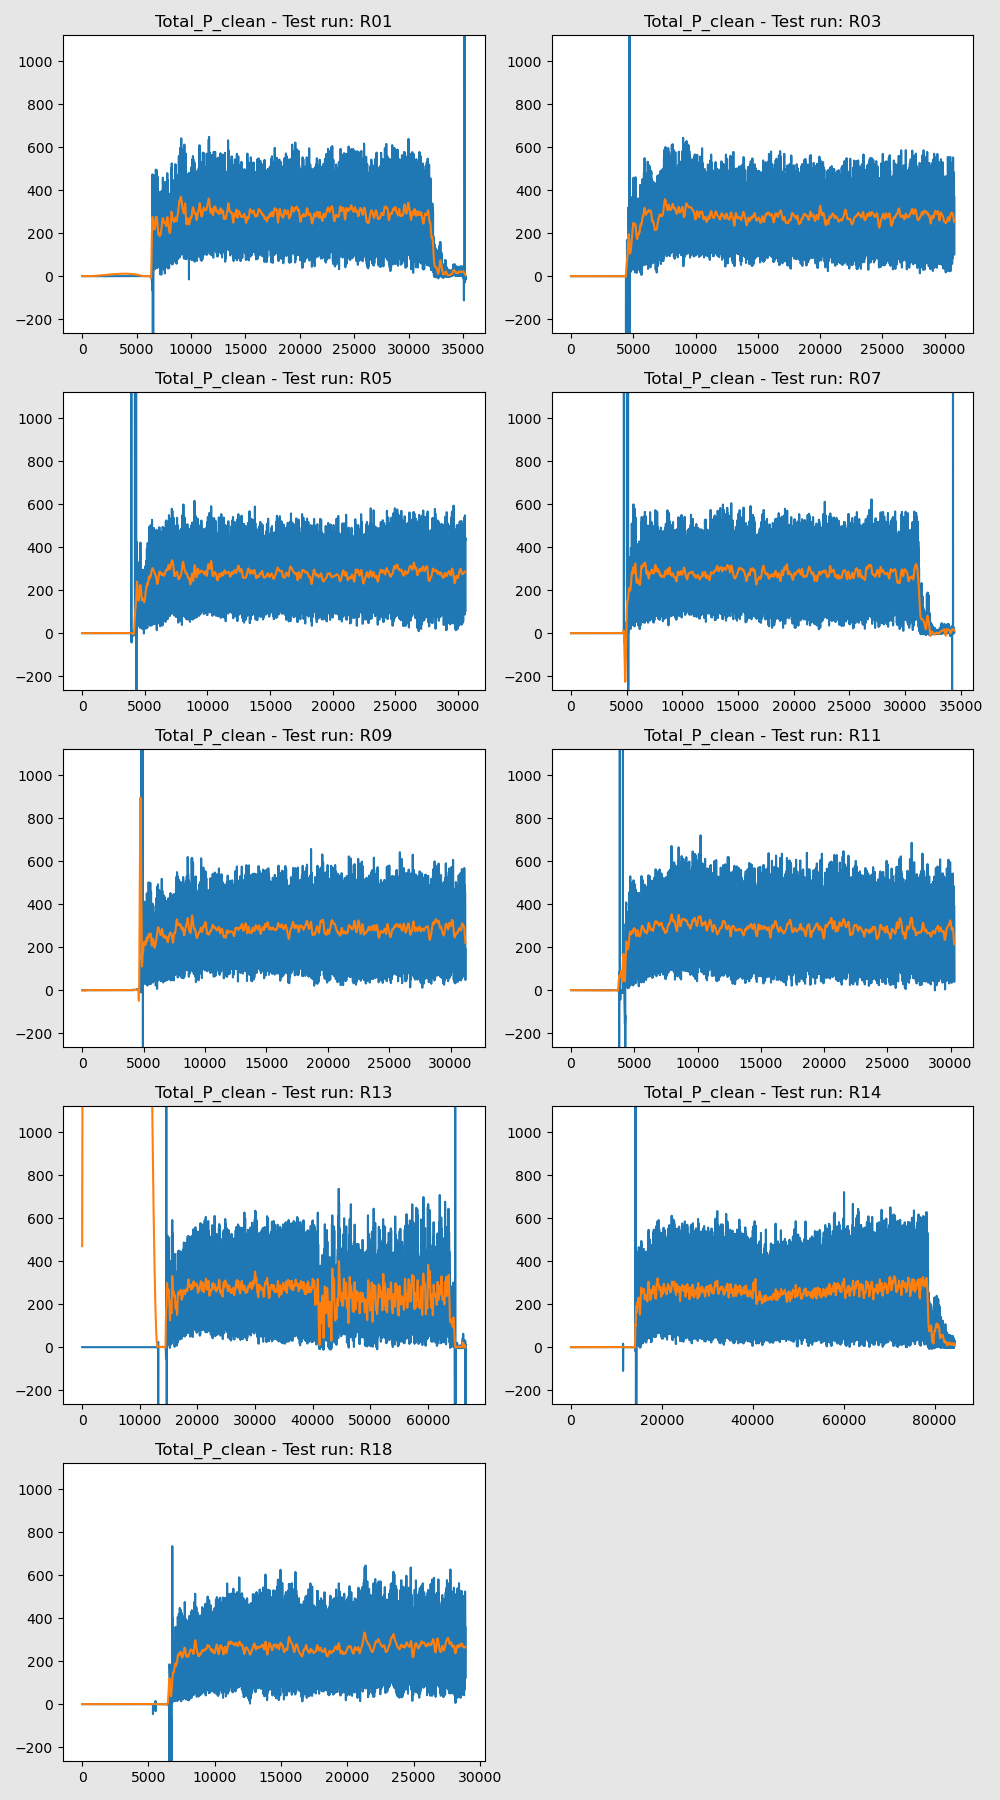 Total_P_clean - Test run: R01
Total_P_clean - Test run: R03
1000 800 600 400 200 0 −200
1000 800 600 400 200 0 −200
0 5000 10000 15000 20000 25000 30000 35000
0 5000 10000 15000 20000 25000 30000
Total_P_clean - Test run: R05
Total_P_clean - Test run: R07
1000 800 600 400 200 0 −200
1000 800 600 400 200 0 −200
0 5000 10000 15000 20000 25000 30000
0 5000 10000 15000 20000 25000 30000 35000
Total_P_clean - Test run: R09
Total_P_clean - Test run: R11
1000 800 600 400 200 0 −200
1000 800 600 400 200 0 −200
0 5000 10000 15000 20000 25000 30000
0 5000 10000 15000 20000 25000 30000
Total_P_clean - Test run: R13
Total_P_clean - Test run: R14
1000 800 600 400 200 0 −200
1000 800 600 400 200 0 −200
0 10000 20000 30000 40000 50000 60000
0 20000 40000 60000 80000
Total_P_clean - Test run: R18
1000 800 600 400 200 0 −200
0 5000 10000 15000 20000 25000 30000